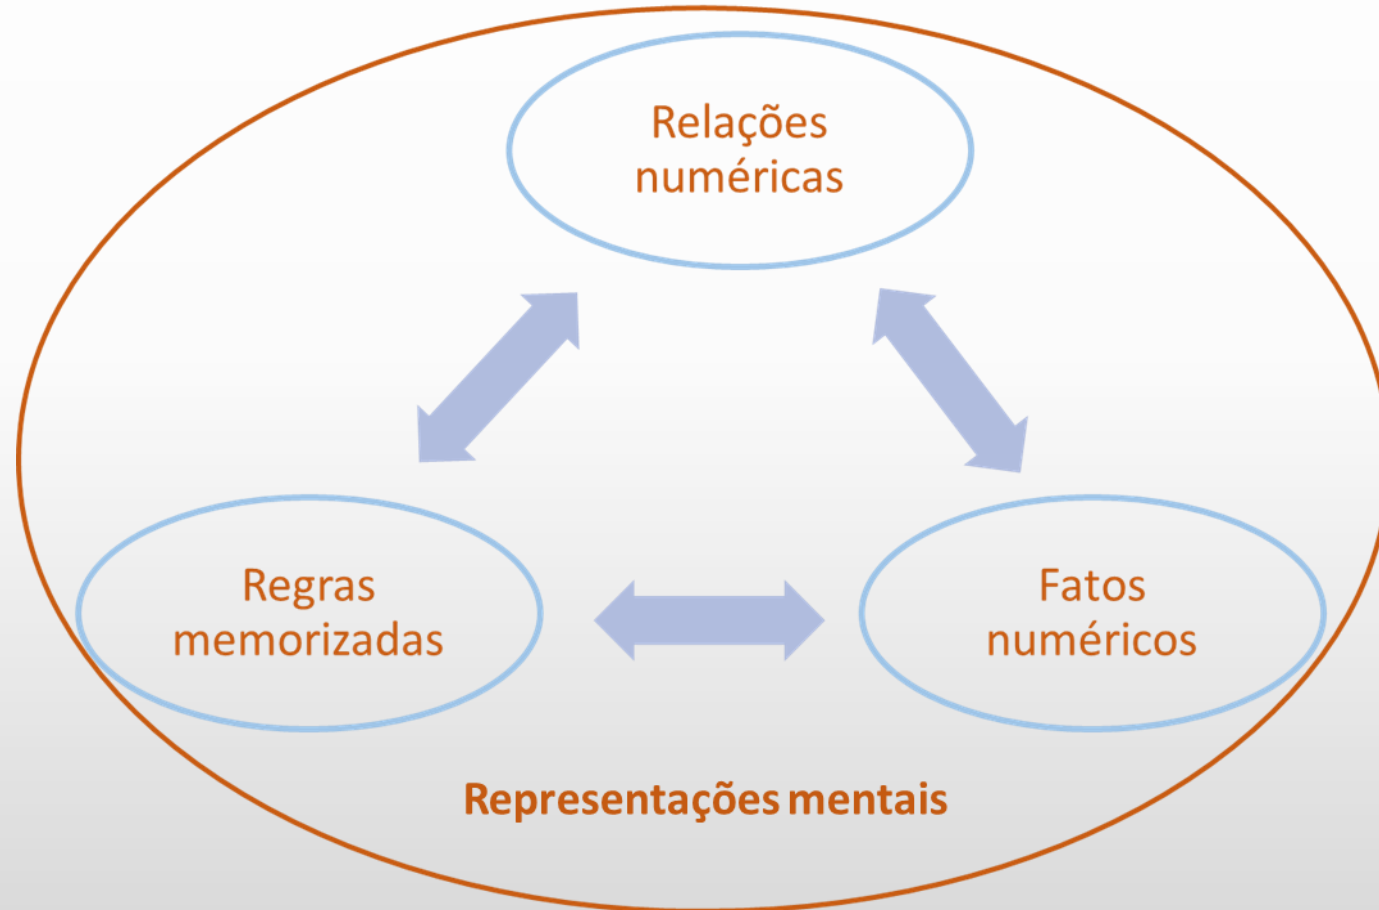 Relações
numéricas
Regras
memorizadas
Fatos
numéricos
Representações mentais